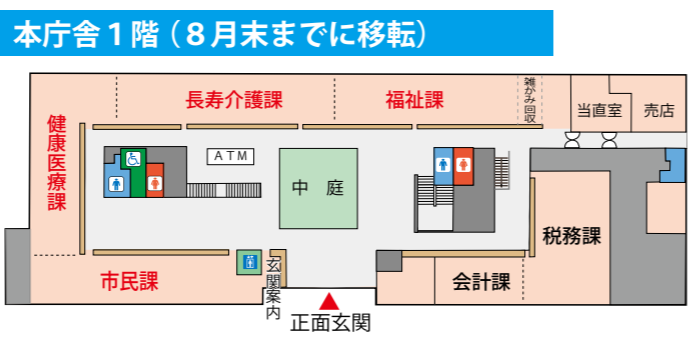 本庁舎１階（８月末までに移転）
長寿介護課
福祉課
雑がみ回収
当直室
売店
健康医療課
ATM
中庭
税務課
市民課
玄関案内
会計課
正面玄関